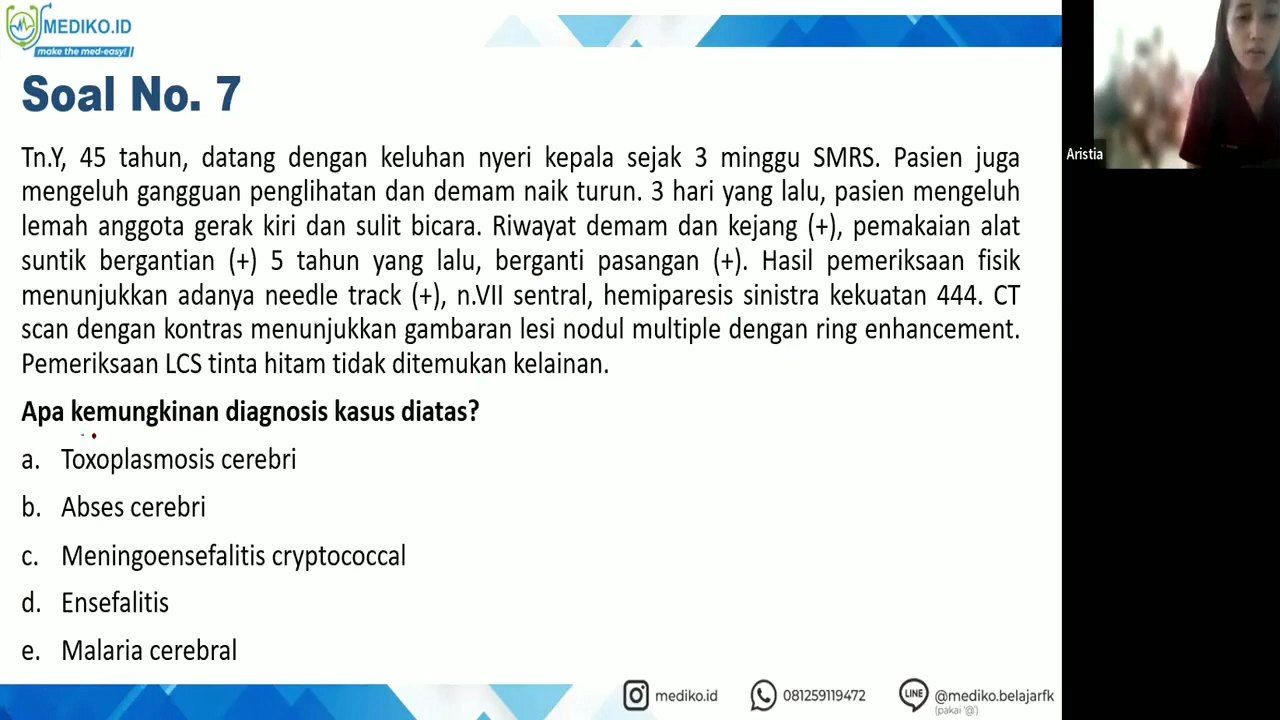 MEDIKO.ID
make the med-easy!
Soal No. 7
Tn.Y, 45 tahun, datang dengan keluhan nyeri kepala sejak 3 minggu SMRS. Pasien juga
mengeluh gangguan penglihatan dan demam naik turun. 3 hari yang lalu, pasien mengeluh
lemah anggota gerak kiri dan sulit bicara. Riwayat demam dan kejang (+), pemakaian alat
suntik bergantian (+) 5 tahun yang lalu, berganti pasangan (+). Hasil pemeriksaan fisik
menunjukkan adanya needle track (+), n.VII sentral, hemiparesis sinistra kekuatan 444. CT
scan dengan kontras menunjukkan gambaran lesi nodul multiple dengan ring enhancement.
Pemeriksaan LCS tinta hitam tidak ditemukan kelainan.
Apa kemungkinan diagnosis kasus diatas?
a. Toxoplasmosis cerebri
b. Abses cerebri
c. Meningoensefalitis cryptococcal
d. Ensefalitis
e. Malaria cerebral
mediko.id
081259119472
LINE
@mediko.belajarfk
(pakai '@')
Aristia